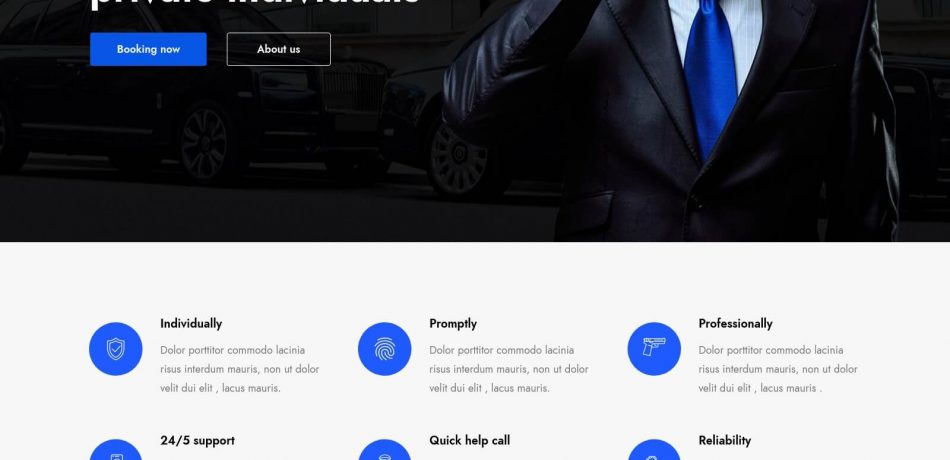 private individuals
Booking now
About us
Individually
Dolor porttitor commodo lacinia
risus interdum mauris, non ut dolor
velit dui elit , lacus mauris.
Promptly
Dolor porttitor commodo lacinia
risus interdum mauris, non ut dolor
velit dui elit , lacus mauris.
Professionally
Dolor porttitor commodo lacinia
risus interdum mauris, non ut dolor
velit dui elit , lacus mauris .
24/5 support
Quick help call
Reliability